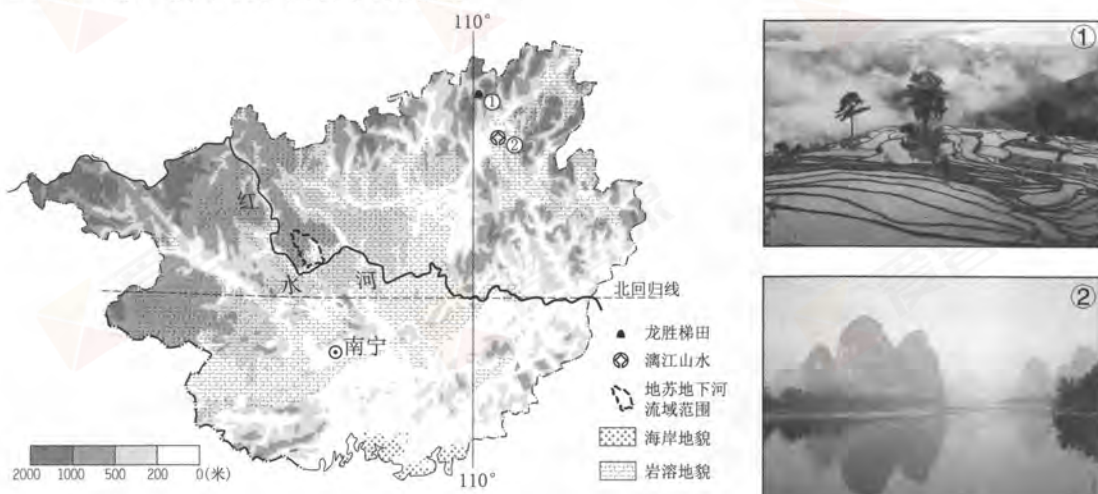 110°
①
②
红
水
河
北回归线
南宁
龙胜梯田
漓江山水
地苏地下河
流域范围
海岸地貌
岩溶地貌
2000 1000 500 200 0(米)
110°
①
②